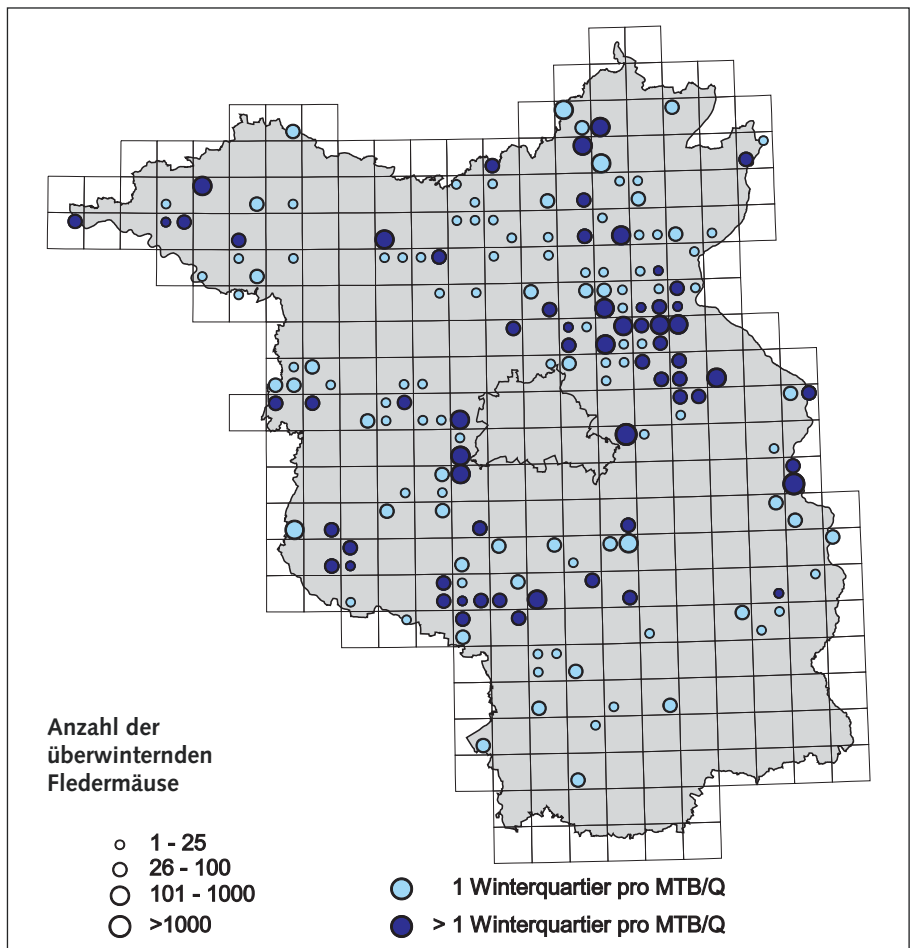 Anzahl der
überwinternden
Fledermäuse
1 - 25
26 - 100
101 - 1000
>1000
1 Winterquartier pro MTB/Q
> 1 Winterquartier pro MTB/Q